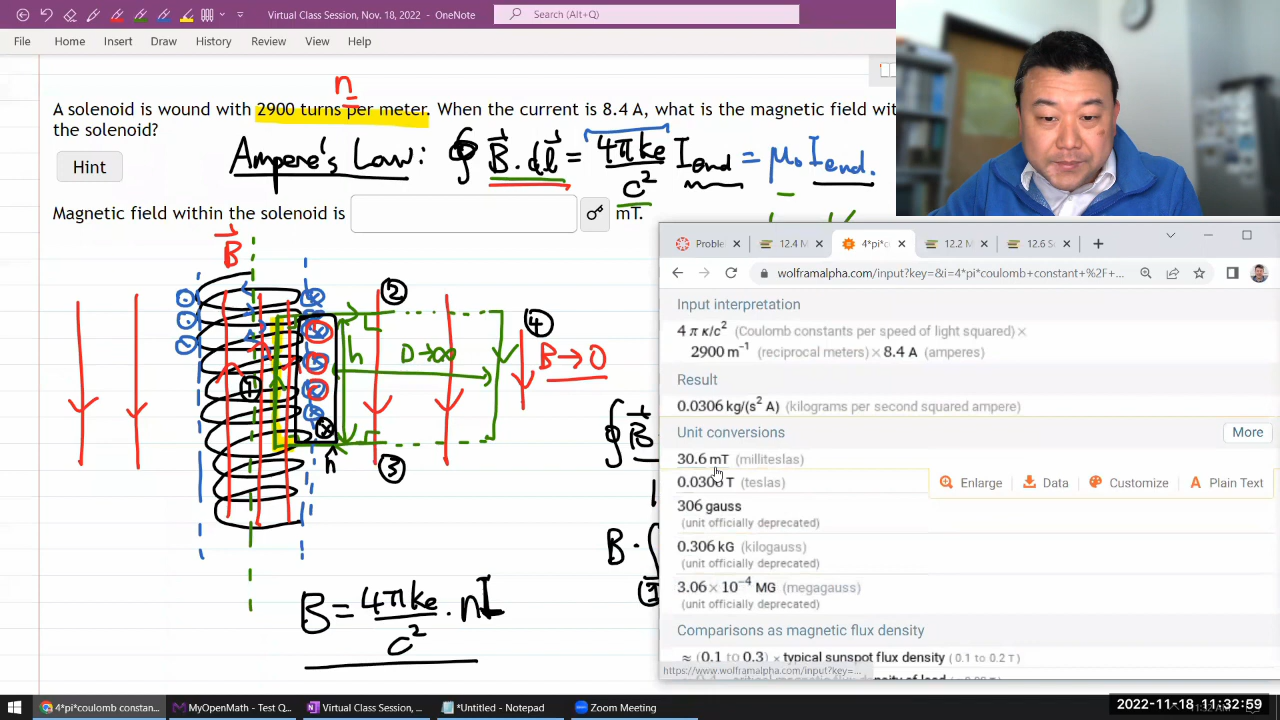 Virtual Class Session, Nov. 18, 2022 - OneNote
Search (Alt+Q)
File Home Insert Draw History Review View Help
n
A solenoid is wound with 2900 turns per meter. When the current is 8.4 A, what is the magnetic field wit
the solenoid?
Hint
Ampere's Law: ∮ B⃗ · dl⃗ = 4πke/c² Iend = μ₀ Iend.
Magnetic field within the solenoid is mT.
B⃗
②
④
h
D→∞
B → 0
①
③
h
∮ B⃗
B · ∫
B = 4πke/c² · nI
Proble
12.4 M
4*pi*c
12.2 M
12.6 S
wolframalpha.com/input?key=&i=4*pi*coulomb+constant+%2F+...
Input interpretation
4 π κ/c² (Coulomb constants per speed of light squared) ×
2900 m⁻¹ (reciprocal meters) × 8.4 A (amperes)
Result
0.0306 kg/(s² A) (kilograms per second squared ampere)
Unit conversions
More
30.6 mT (milliteslas)
0.0306 T (teslas)
Enlarge Data Customize A Plain Text
306 gauss
(unit officially deprecated)
0.306 kG (kilogauss)
(unit officially deprecated)
3.06 × 10⁻⁴ MG (megagauss)
(unit officially deprecated)
Comparisons as magnetic flux density
≈ (0.1 to 0.3) × typical sunspot flux density (0.1 to 0.2 T)
https://www.wolframalpha.com/input?key=...
4*pi*coulomb constan...
MyOpenMath - Test Q...
Virtual Class Session, ...
*Untitled - Notepad
Zoom Meeting
2022-11-18 11:32:59